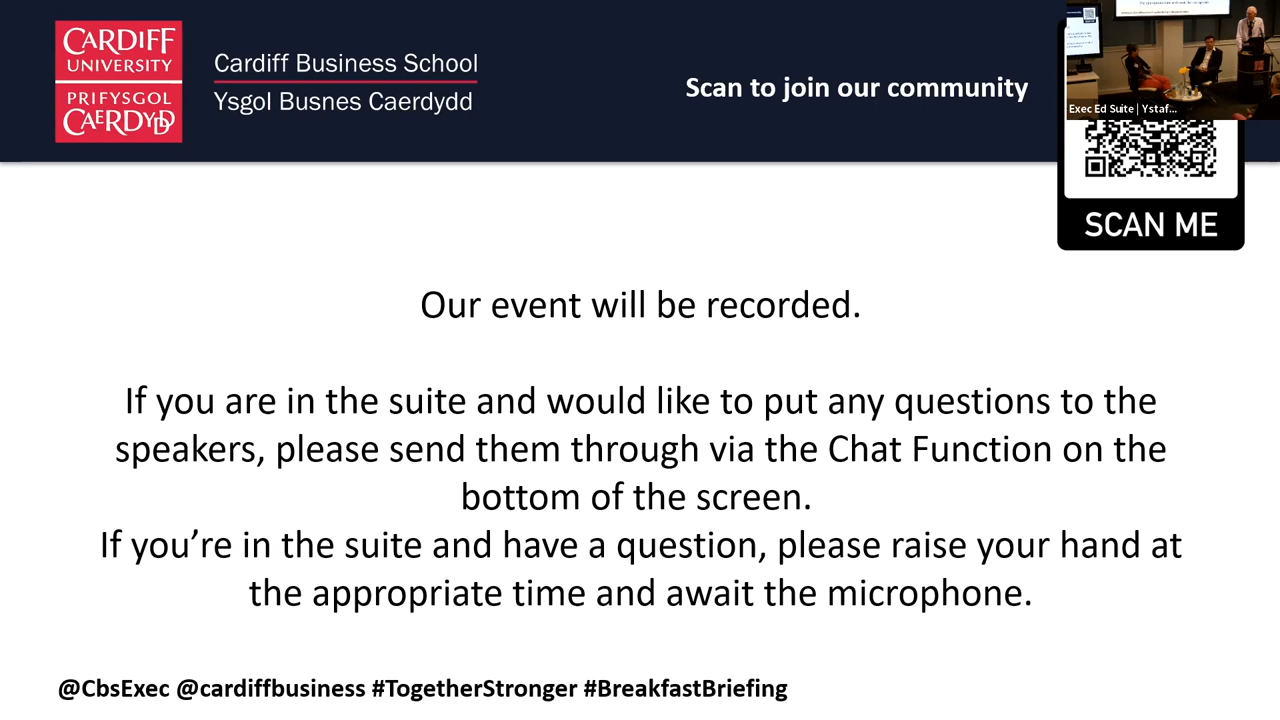 CARDIFF
UNIVERSITY
PRIFYSGOL
CAERDYDD
Cardiff Business School
Ysgol Busnes Caerdydd
Scan to join our community
Exec Ed Suite | Ystaf...
SCAN ME
Our event will be recorded.
If you are in the suite and would like to put any questions to the
speakers, please send them through via the Chat Function on the
bottom of the screen.
If you’re in the suite and have a question, please raise your hand at
the appropriate time and await the microphone.
@CbsExec @cardiffbusiness #TogetherStronger #BreakfastBriefing